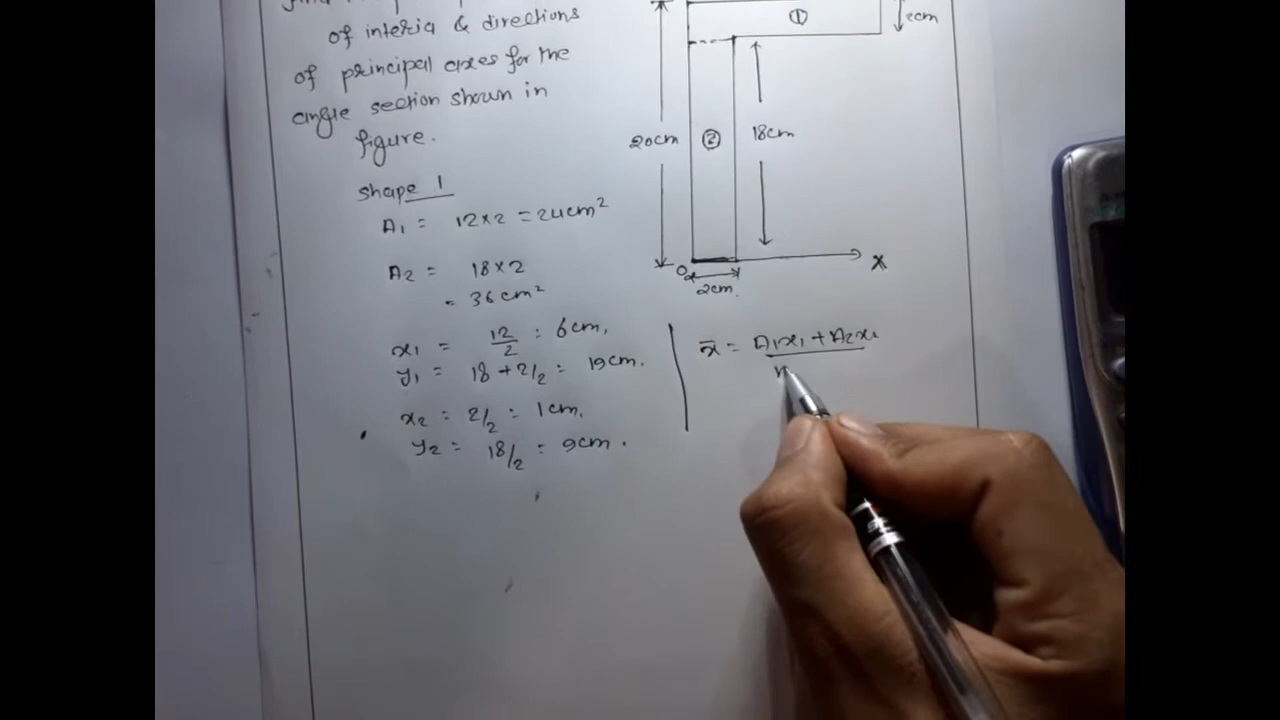 of interia & directions
of principal axes for the
angle section shown in
figure.
shape 1
A1 = 12×2 = 24cm²
A2 = 18×2
= 36cm²
x1 = 12/2 = 6cm,
y1 = 18+2/2 = 19cm.
x2 = 2/2 = 1cm,
y2 = 18/2 = 9cm.
①
2cm
20cm
②
18cm
O
X
2cm.
x̄ = A1x1 + A2x2